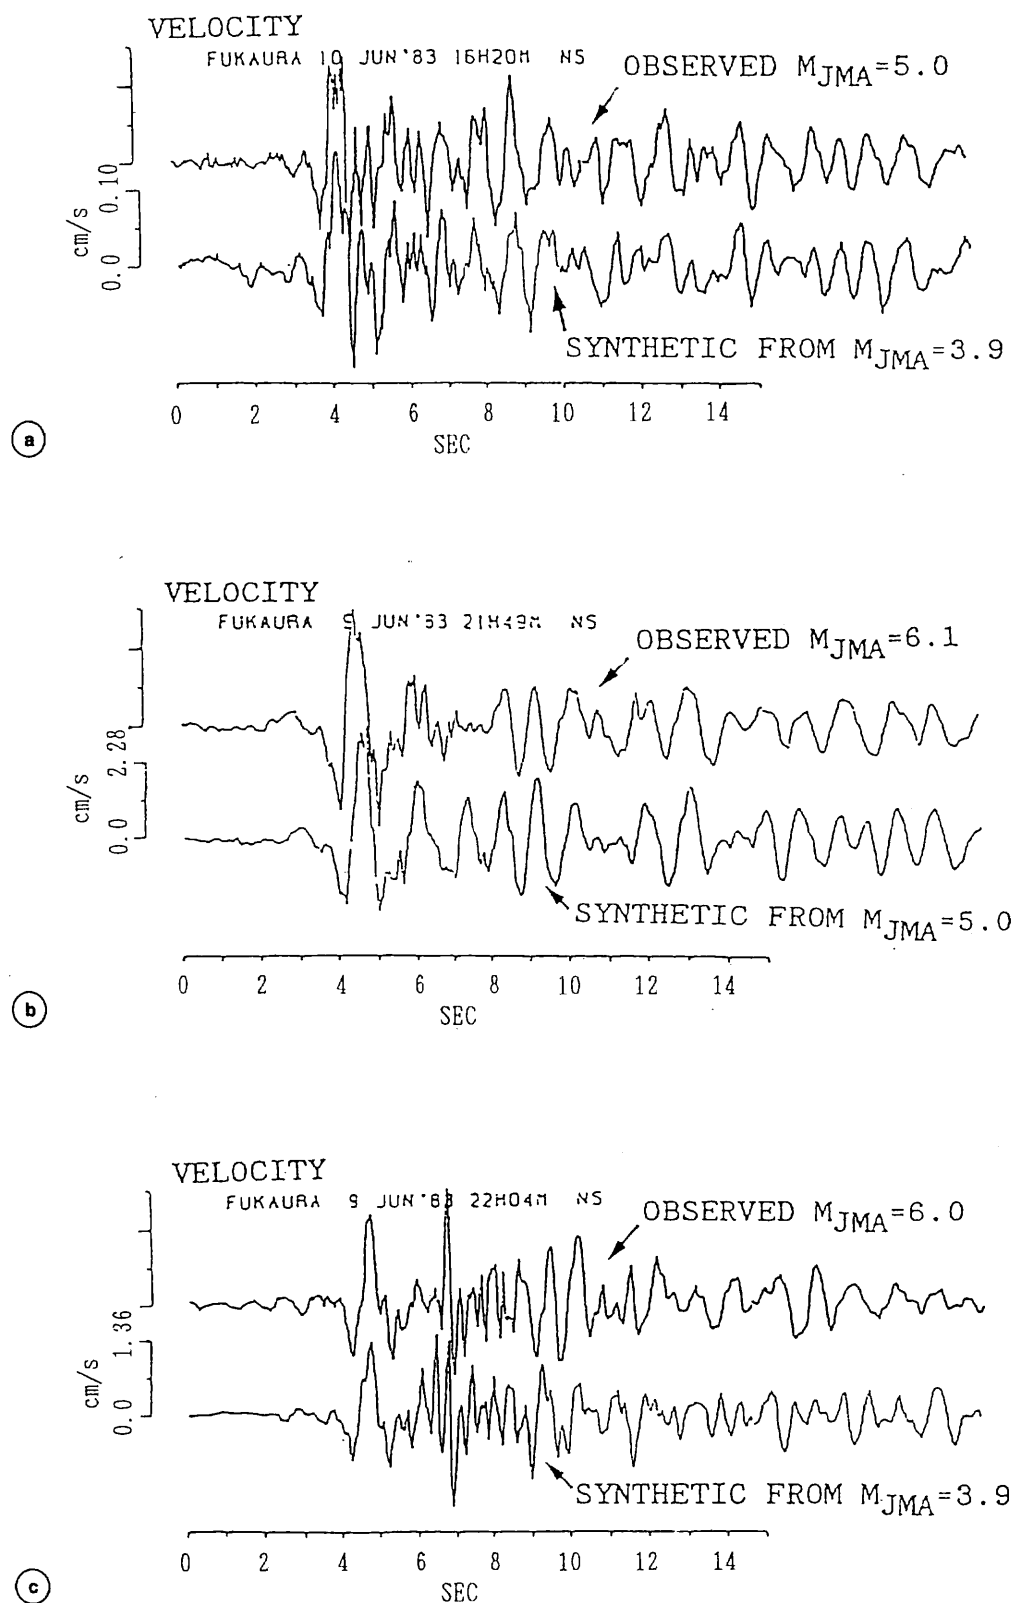 VELOCITY
FUKAURA 10 JUN'83 16H20M NS
OBSERVED MJMA=5.0
cm/s
0.0 0.10
SYNTHETIC FROM MJMA=3.9
0 2 4 6 8 10 12 14
SEC
a
VELOCITY
FUKAURA 9 JUN'83 21H49M NS
OBSERVED MJMA=6.1
cm/s
0.0 2.28
SYNTHETIC FROM MJMA=5.0
0 2 4 6 8 10 12 14
SEC
b
VELOCITY
FUKAURA 9 JUN'83 22H04M NS
OBSERVED MJMA=6.0
cm/s
0.0 1.36
SYNTHETIC FROM MJMA=3.9
0 2 4 6 8 10 12 14
SEC
c